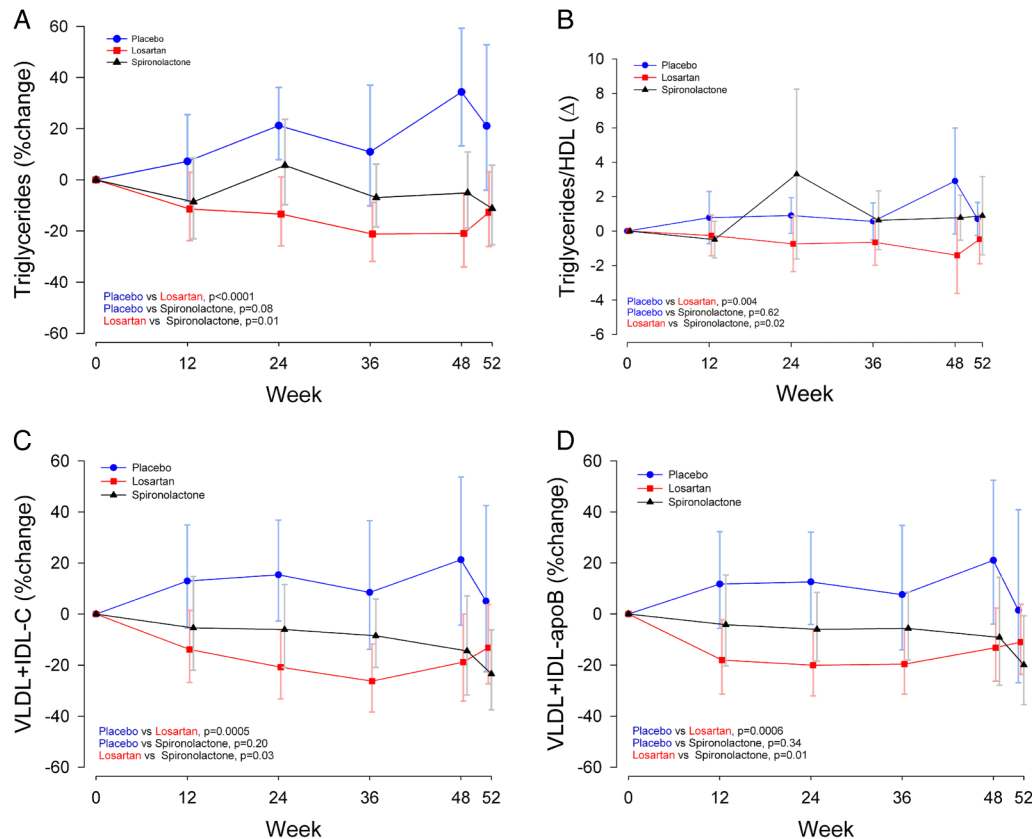 A
Placebo
Losartan
Spironolactone
Triglycerides (%change)
60
40
20
0
-20
-40
-60
Placebo vs Losartan, p<0.0001
Placebo vs Spironolactone, p=0.08
Losartan vs Spironolactone, p=0.01
0 12 24 36 48 52
Week
B
Placebo
Losartan
Spironolactone
Triglycerides/HDL (Δ)
10
8
6
4
2
0
-2
-4
-6
Placebo vs Losartan, p=0.004
Placebo vs Spironolactone, p=0.62
Losartan vs Spironolactone, p=0.02
0 12 24 36 48 52
Week
C
Placebo
Losartan
Spironolactone
VLDL+IDL-C (%change)
60
40
20
0
-20
-40
-60
Placebo vs Losartan, p=0.0005
Placebo vs Spironolactone, p=0.20
Losartan vs Spironolactone, p=0.03
0 12 24 36 48 52
Week
D
Placebo
Losartan
Spironolactone
VLDL+IDL-apoB (%change)
60
40
20
0
-20
-40
-60
Placebo vs Losartan, p=0.0006
Placebo vs Spironolactone, p=0.34
Losartan vs Spironolactone, p=0.01
0 12 24 36 48 52
Week